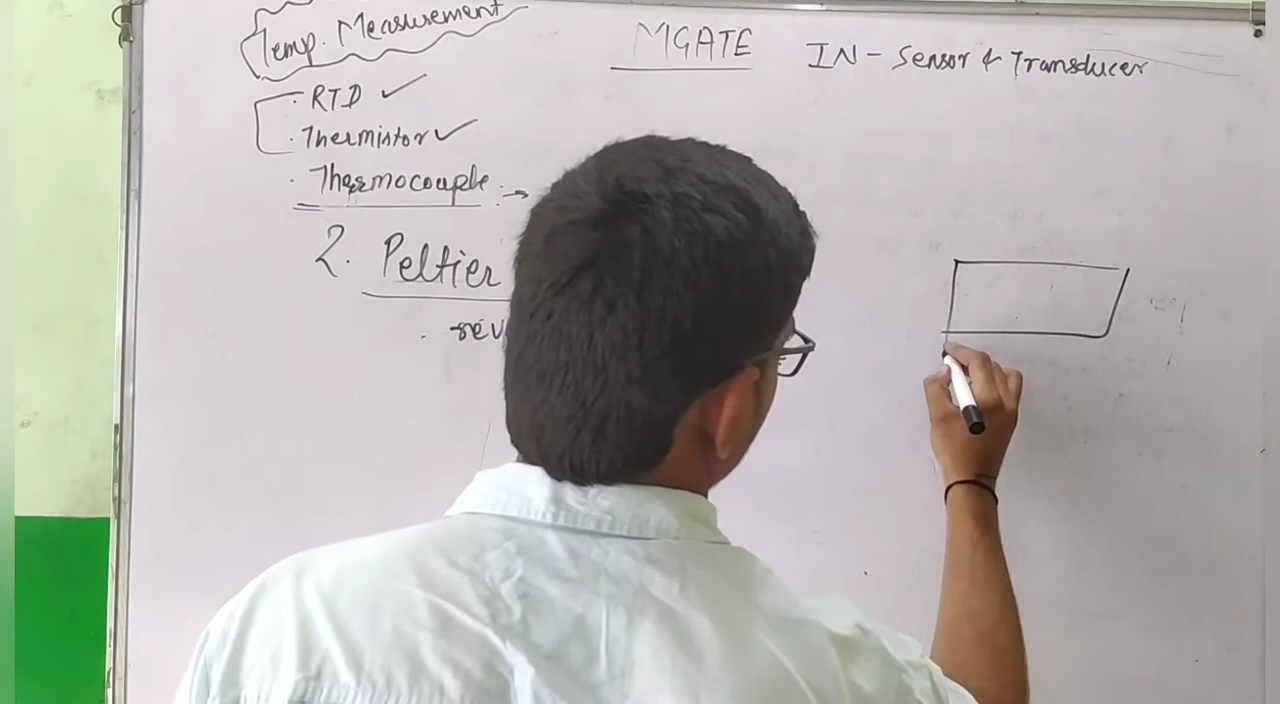 Temp. Measurement
MGATE
IN - Sensor & Transducer
· RTD ✓
· Thermistor ✓
· Thermocouple : →
2. Peltier
· rev